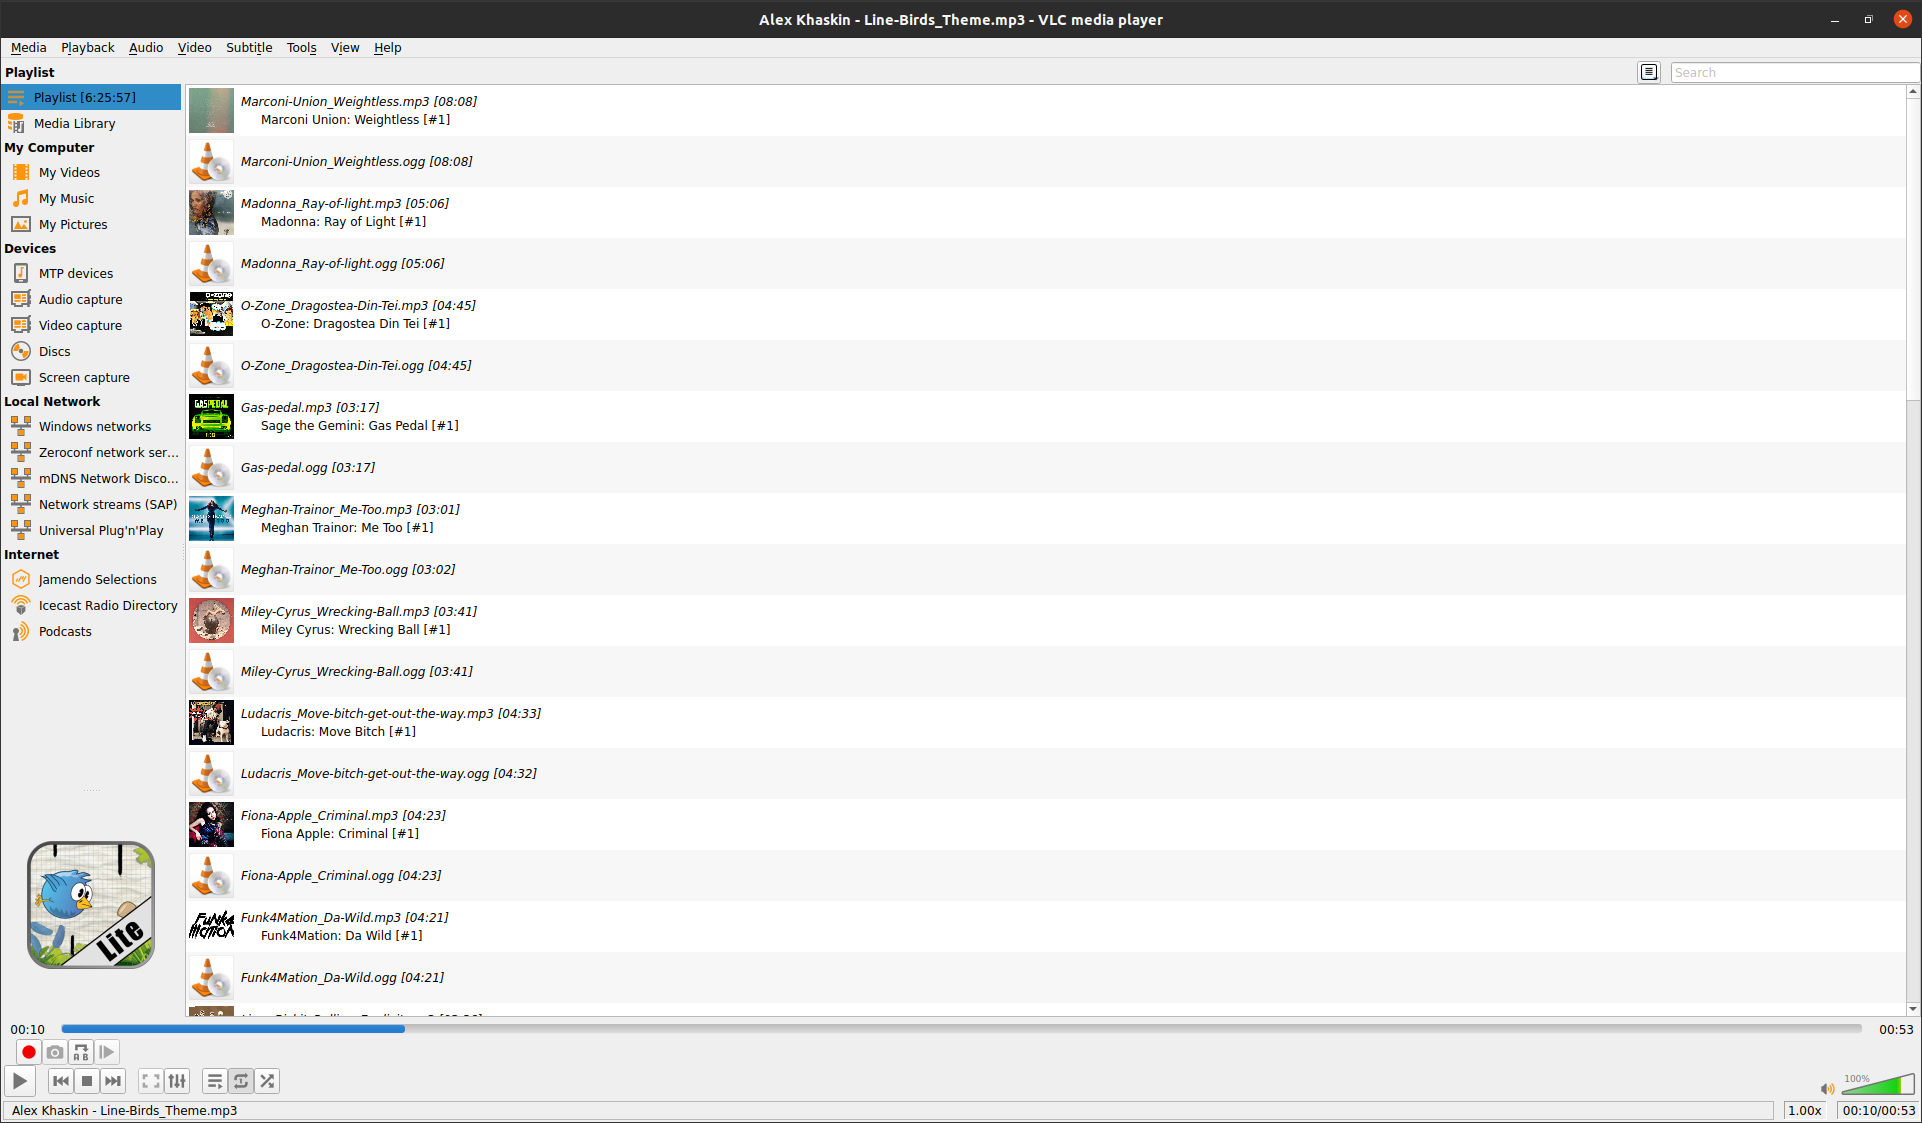 Alex Khaskin - Line-Birds_Theme.mp3 - VLC media player
Media Playback Audio Video Subtitle Tools View Help
Playlist
Search
Playlist [6:25:57]
Media Library
My Computer
My Videos
My Music
My Pictures
Devices
MTP devices
Audio capture
Video capture
Discs
Screen capture
Local Network
Windows networks
Zeroconf network ser...
mDNS Network Disco...
Network streams (SAP)
Universal Plug'n'Play
Internet
Jamendo Selections
Icecast Radio Directory
Podcasts
Lite
Marconi-Union_Weightless.mp3 [08:08]
Marconi Union: Weightless [#1]
Marconi-Union_Weightless.ogg [08:08]
Madonna_Ray-of-light.mp3 [05:06]
Madonna: Ray of Light [#1]
Madonna_Ray-of-light.ogg [05:06]
O-Zone_Dragostea-Din-Tei.mp3 [04:45]
O-Zone: Dragostea Din Tei [#1]
O-Zone_Dragostea-Din-Tei.ogg [04:45]
GAS PEDAL
Gas-pedal.mp3 [03:17]
Sage the Gemini: Gas Pedal [#1]
Gas-pedal.ogg [03:17]
Meghan-Trainor_Me-Too.mp3 [03:01]
Meghan Trainor: Me Too [#1]
Meghan-Trainor_Me-Too.ogg [03:02]
Miley-Cyrus_Wrecking-Ball.mp3 [03:41]
Miley Cyrus: Wrecking Ball [#1]
Miley-Cyrus_Wrecking-Ball.ogg [03:41]
Ludacris_Move-bitch-get-out-the-way.mp3 [04:33]
Ludacris: Move Bitch [#1]
Ludacris_Move-bitch-get-out-the-way.ogg [04:32]
Fiona-Apple_Criminal.mp3 [04:23]
Fiona Apple: Criminal [#1]
Fiona-Apple_Criminal.ogg [04:23]
FUNK4
MATION
Funk4Mation_Da-Wild.mp3 [04:21]
Funk4Mation: Da Wild [#1]
Funk4Mation_Da-Wild.ogg [04:21]
00:10
00:53
A B
100%
Alex Khaskin - Line-Birds_Theme.mp3
1.00x
00:10/00:53